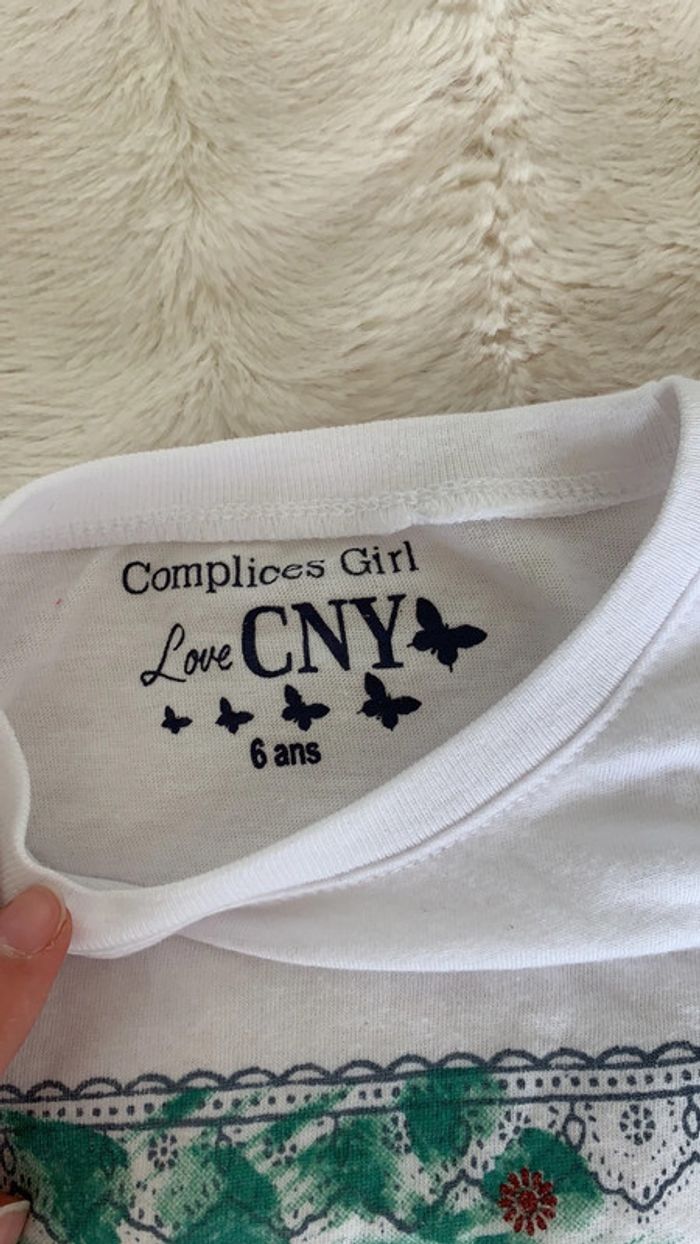 Complices Girl
Love CNY
6 ans